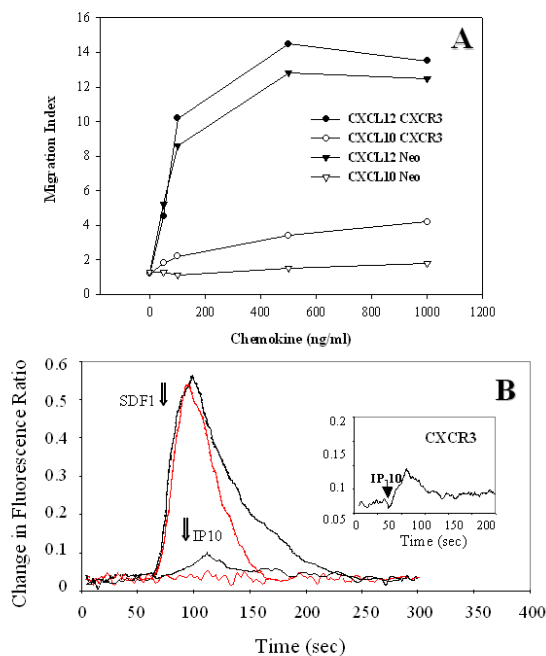 A
Migration Index
16
14
12
10
8
6
4
2
0
CXCL12 CXCR3
CXCL10 CXCR3
CXCL12 Neo
CXCL10 Neo
0 200 400 600 800 1000 1200
Chemokine (ng/ml)
B
Change in Fluorescence Ratio
0.6
0.5
0.4
0.3
0.2
0.1
0
SDF1
IP10
0.2
0.15
0.1
0.05
CXCR3
IP-10
0 50 100 150 200
Time (sec)
0 50 100 150 200 250 300 350 400
Time (sec)